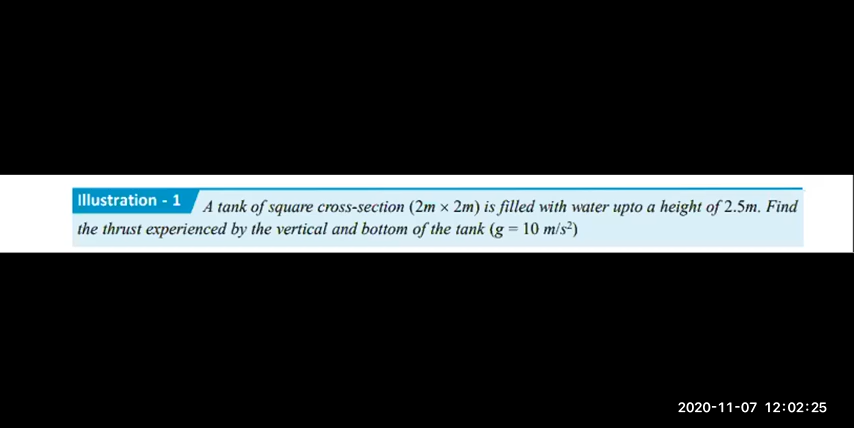 Illustration - 1 A tank of square cross-section (2m × 2m) is filled with water upto a height of 2.5m. Find
the thrust experienced by the vertical and bottom of the tank (g = 10 m/s²)
2020-11-07 12:02:25